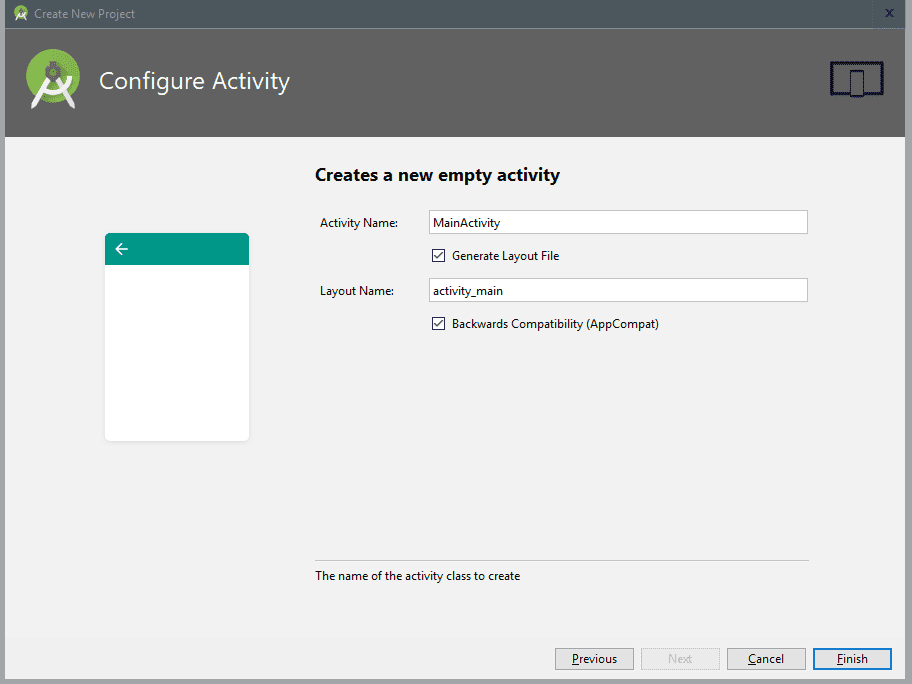 Create New Project
Configure Activity
Creates a new empty activity
Activity Name: MainActivity
Generate Layout File
Layout Name: activity_main
Backwards Compatibility (AppCompat)
The name of the activity class to create
Previous Next Cancel Finish